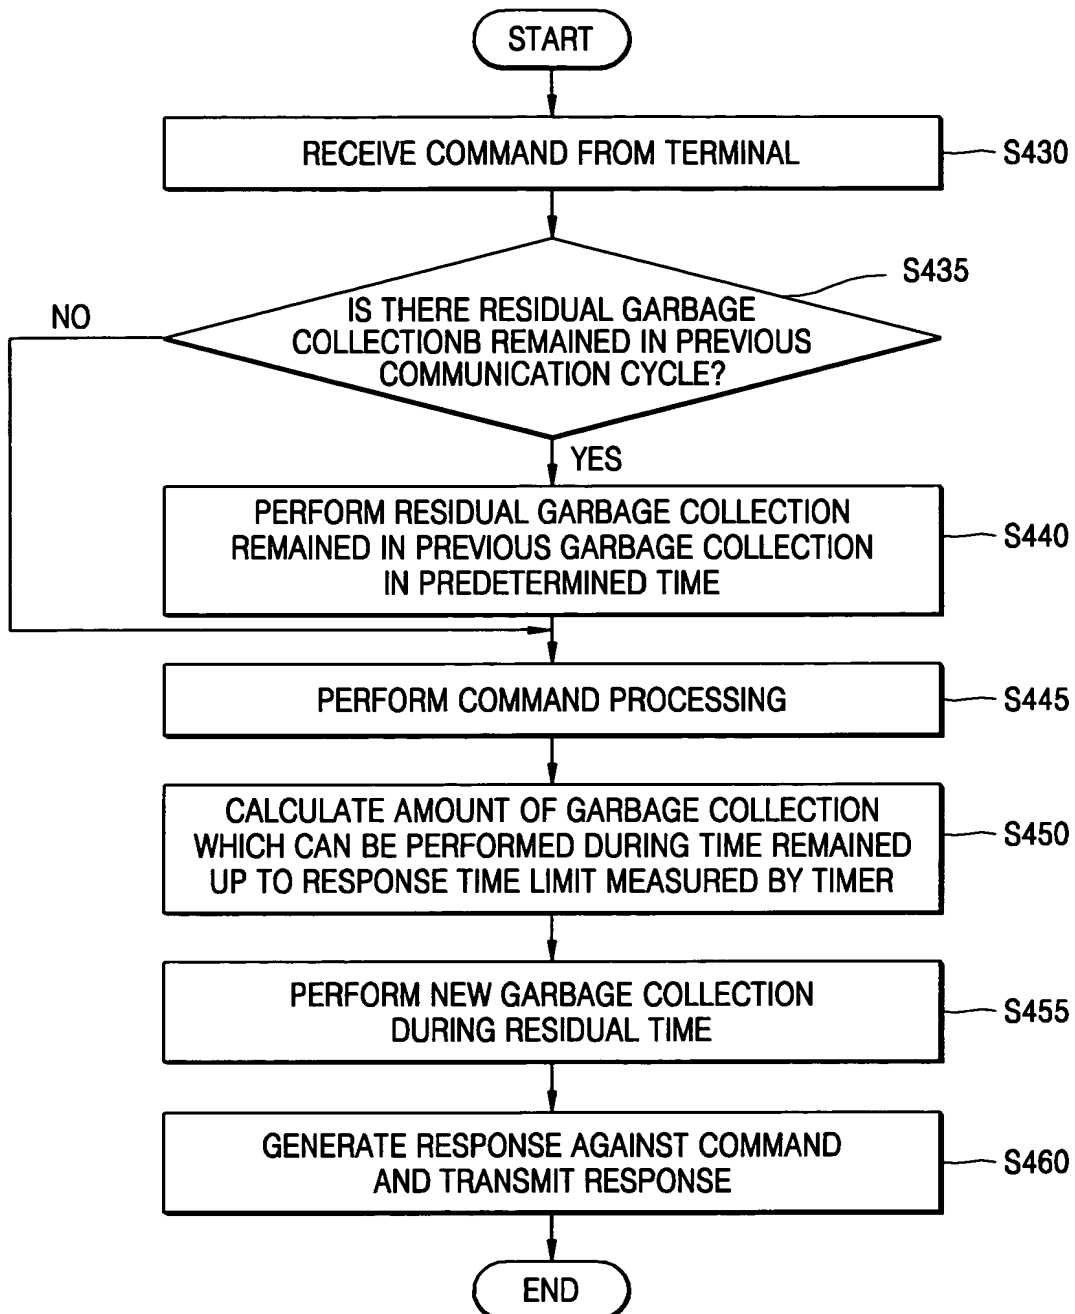 START
RECEIVE COMMAND FROM TERMINAL
S430
S435
IS THERE RESIDUAL GARBAGE
COLLECTIONB REMAINED IN PREVIOUS
COMMUNICATION CYCLE?
NO
YES
PERFORM RESIDUAL GARBAGE COLLECTION
REMAINED IN PREVIOUS GARBAGE COLLECTION
IN PREDETERMINED TIME
S440
PERFORM COMMAND PROCESSING
S445
CALCULATE AMOUNT OF GARBAGE COLLECTION
WHICH CAN BE PERFORMED DURING TIME REMAINED
UP TO RESPONSE TIME LIMIT MEASURED BY TIMER
S450
PERFORM NEW GARBAGE COLLECTION
DURING RESIDUAL TIME
S455
GENERATE RESPONSE AGAINST COMMAND
AND TRANSMIT RESPONSE
S460
END